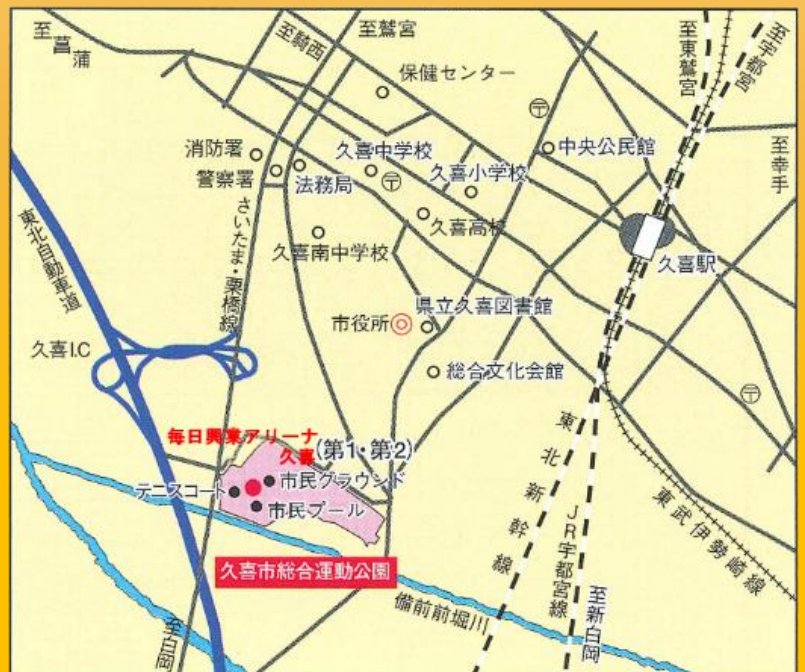 至菖蒲
至騎西
至鷲宮
至東鷲宮
至宇都宮
保健センター
〒
中央公民館
至幸手
消防署
久喜中学校
警察署
法務局
〒
久喜小学校
久喜高校
久喜南中学校
久喜駅
東北自動車道
さいたま・栗橋線
県立久喜図書館
市役所
久喜I.C
総合文化会館
〒
毎日興業アリーナ
久喜
(第1・第2)
市民グラウンド
テニスコート
市民プール
久喜市総合運動公園
東北新幹線
JR宇都宮線
東武伊勢崎線
備前前堀川
至白岡
至新白岡